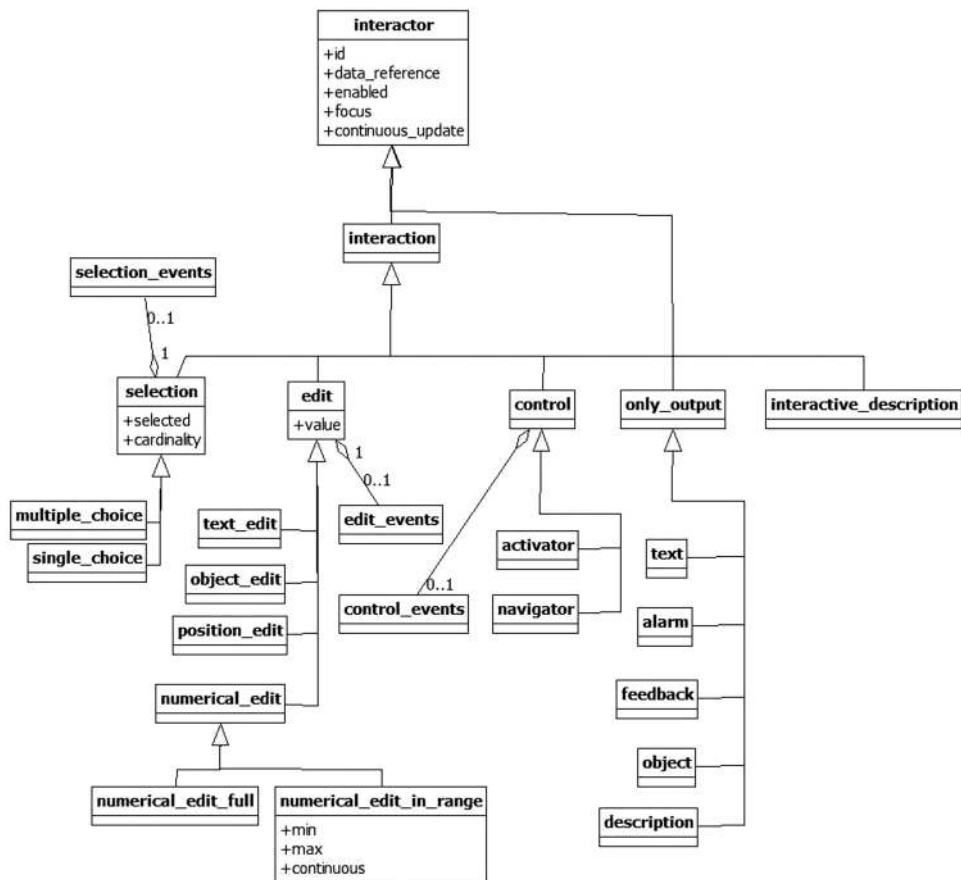 interactor
+id
+data_reference
+enabled
+focus
+continuous_update
interaction
selection_events
0..1
1
selection
+selected
+cardinality
edit
+value
1
0..1
control
only_output
interactive_description
multiple_choice
single_choice
text_edit
edit_events
object_edit
position_edit
numerical_edit
0..1
control_events
activator
navigator
text
alarm
feedback
object
description
numerical_edit_full
numerical_edit_in_range
+min
+max
+continuous